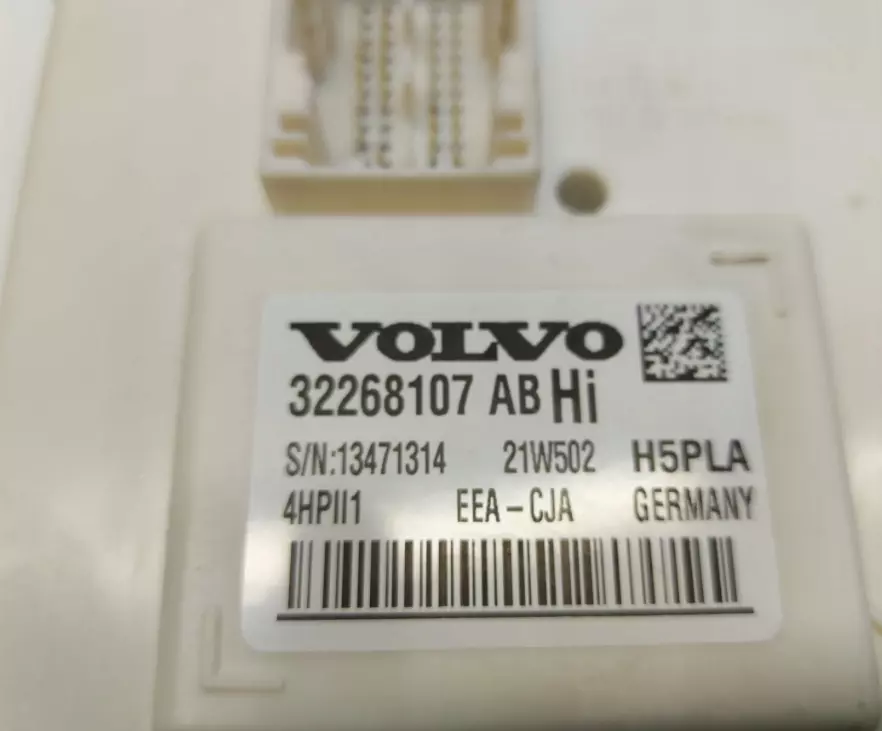 VOLVO
32268107 AB Hi
S/N:13471314 21W502 H5PLA
4HPII1 EEA-CJA GERMANY